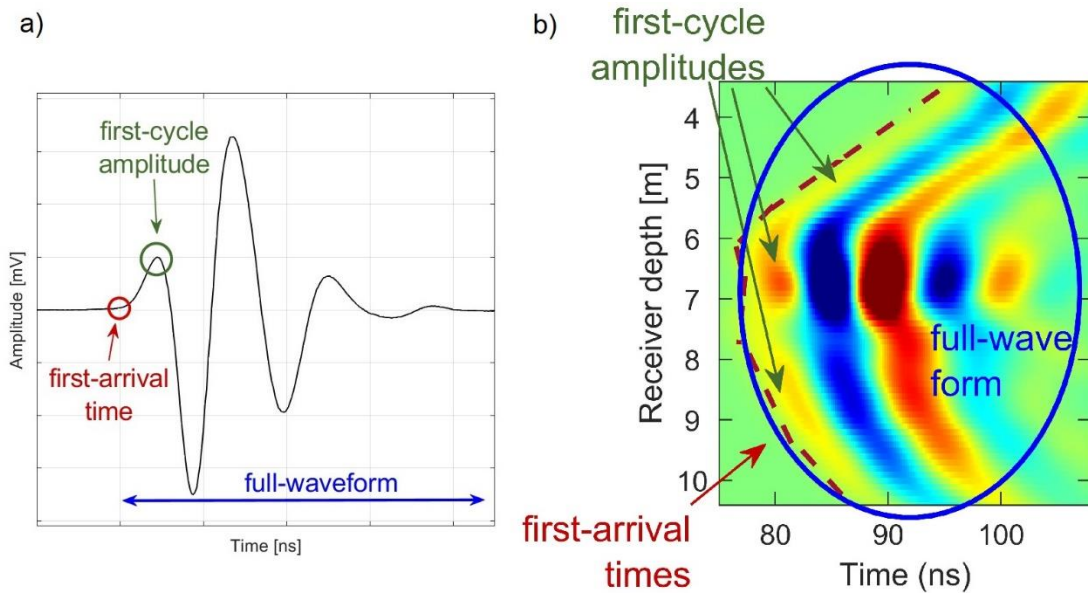 a)
first-cycle
amplitude
Amplitude [mV]
first-arrival
time
full-waveform
Time [ns]
b)
first-cycle
amplitudes
Receiver depth [m]
4
5
6
7
8
9
10
full-wave
form
first-arrival
times
80
90
100
Time (ns)